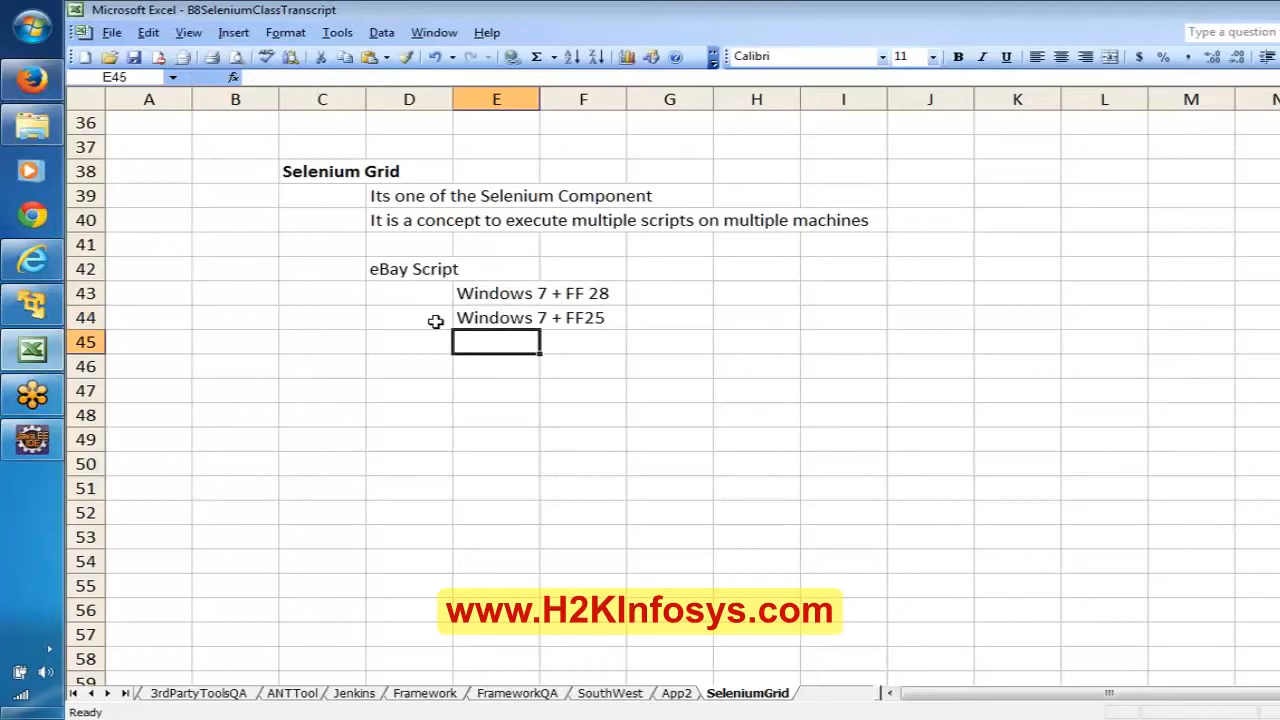 Microsoft Excel - B8SeleniumClassTranscript
File Edit View Insert Format Tools Data Window Help
Type a question
Calibri 11 B I U $ % ,
E45 fx
A B C D E F G H I J K L M
36
37
38 Selenium Grid
39 Its one of the Selenium Component
40 It is a concept to execute multiple scripts on multiple machines
41
42 eBay Script
43 Windows 7 + FF 28
44 Windows 7 + FF25
45
46
47
48
49
50
51
52
53
54
55
56
www.H2KInfosys.com
57
58
59
3rdPartyToolsQA ANTTool Jenkins Framework FrameworkQA SouthWest App2 SeleniumGrid
Ready